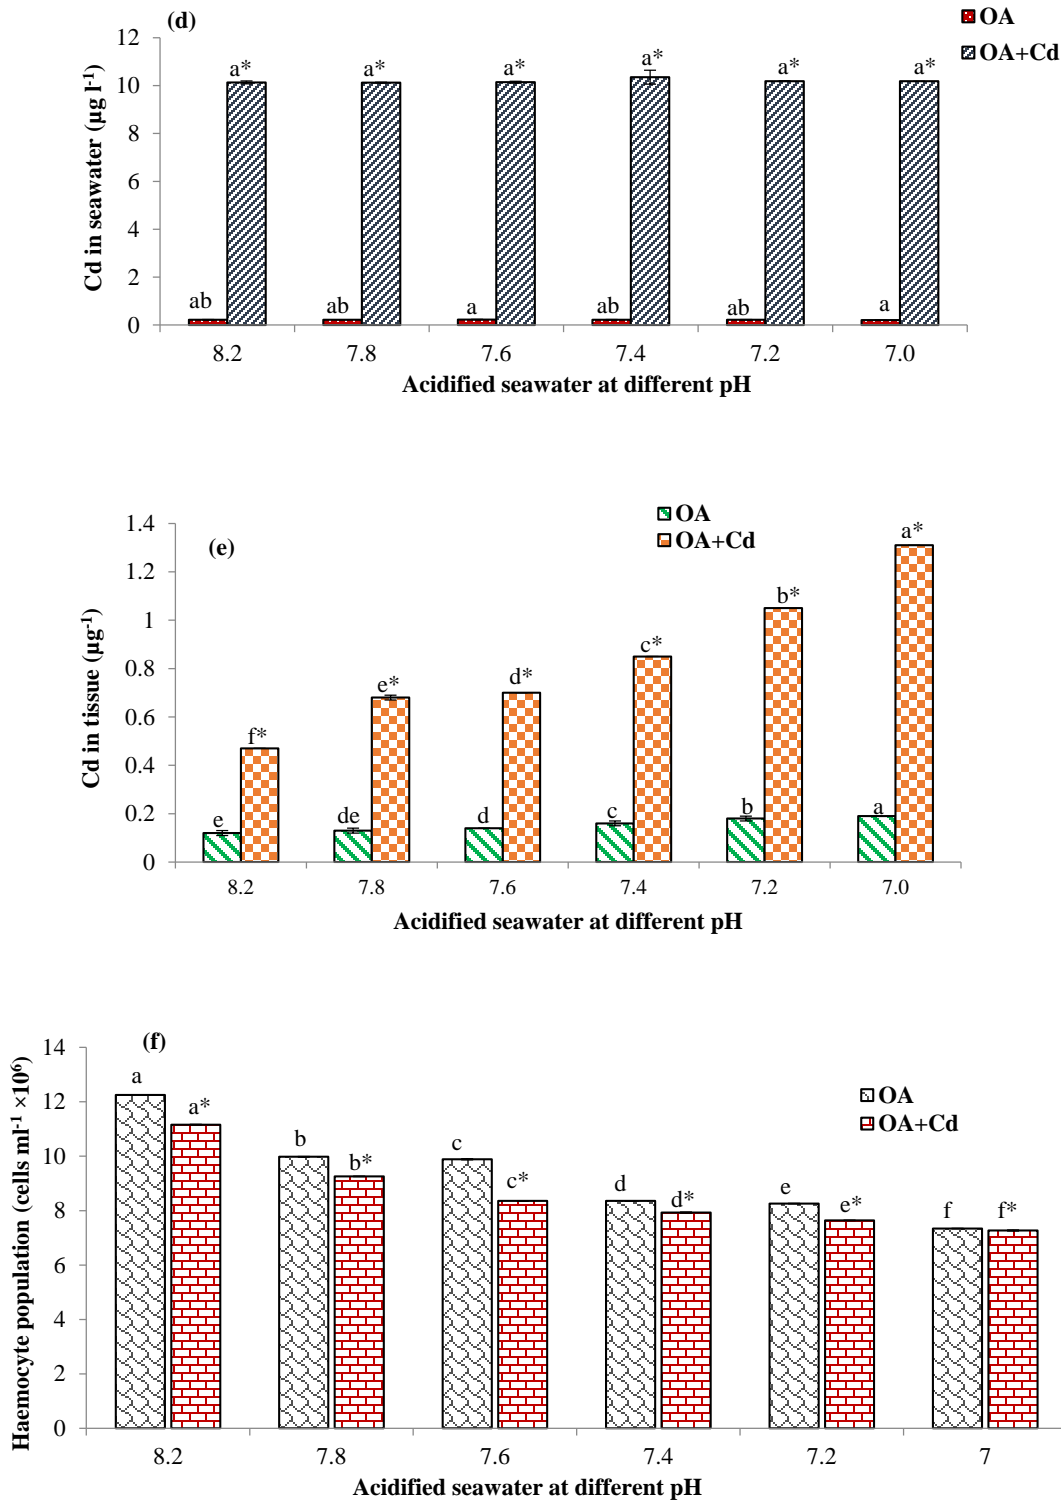 (d)
OA
OA+Cd
12
10
8
6
4
2
0
Cd in seawater (µg l-1)
ab a* ab a* a a* ab a* ab a* a a*
8.2 7.8 7.6 7.4 7.2 7.0
Acidified seawater at different pH
(e)
OA
OA+Cd
1.4
1.2
1
0.8
0.6
0.4
0.2
0
Cd in tissue (µg-1)
e f* de e* d d* c c* b b* a a*
8.2 7.8 7.6 7.4 7.2 7.0
Acidified seawater at different pH
(f)
OA
OA+Cd
14
12
10
8
6
4
2
0
Haemocyte population (cells ml-1 ×106)
a a* b b* c c* d d* e e* f f*
8.2 7.8 7.6 7.4 7.2 7
Acidified seawater at different pH